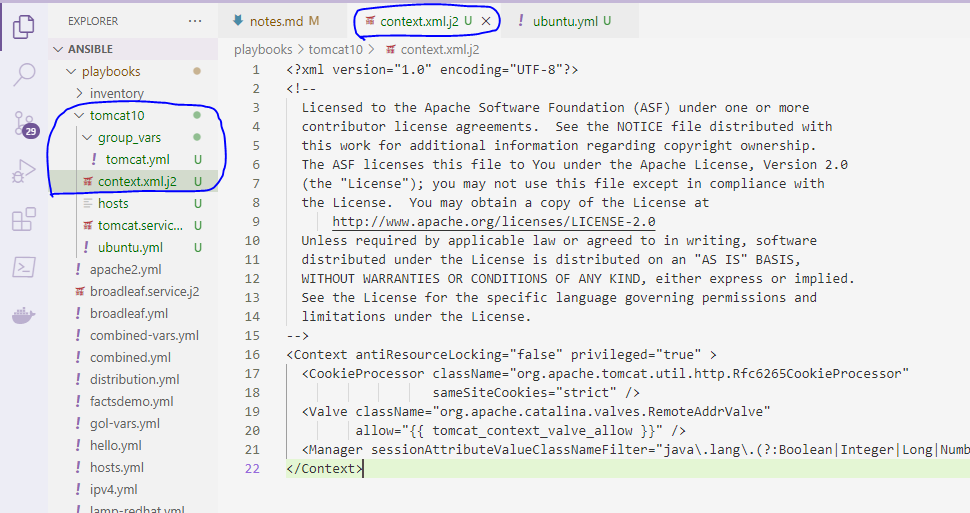 EXPLORER
ANSIBLE
playbooks
inventory
tomcat10
group_vars
tomcat.yml U
context.xml.j2 U
hosts U
tomcat.servic... U
ubuntu.yml U
apache2.yml
broadleaf.service.j2
broadleaf.yml
combined-vars.yml
combined.yml
distribution.yml
factsdemo.yml
gol-vars.yml
hello.yml
hosts.yml
ipv4.yml
lamp-redhat.yml
29
notes.md M
context.xml.j2 U
ubuntu.yml U
playbooks > tomcat10 > context.xml.j2
1 <?xml version="1.0" encoding="UTF-8"?>
2 <!--
3 Licensed to the Apache Software Foundation (ASF) under one or more
4 contributor license agreements.  See the NOTICE file distributed with
5 this work for additional information regarding copyright ownership.
6 The ASF licenses this file to You under the Apache License, Version 2.0
7 (the "License"); you may not use this file except in compliance with
8 the License.  You may obtain a copy of the License at
9 http://www.apache.org/licenses/LICENSE-2.0
10 Unless required by applicable law or agreed to in writing, software
11 distributed under the License is distributed on an "AS IS" BASIS,
12 WITHOUT WARRANTIES OR CONDITIONS OF ANY KIND, either express or implied.
13 See the License for the specific language governing permissions and
14 limitations under the License.
15 -->
16 <Context antiResourceLocking="false" privileged="true" >
17 <CookieProcessor className="org.apache.tomcat.util.http.Rfc6265CookieProcessor"
18 sameSiteCookies="strict" />
19 <Valve className="org.apache.catalina.valves.RemoteAddrValve"
20 allow="{{ tomcat_context_valve_allow }}" />
21 <Manager sessionAttributeValueClassNameFilter="java\.lang\.(?:Boolean|Integer|Long|Numb
22 </Context>